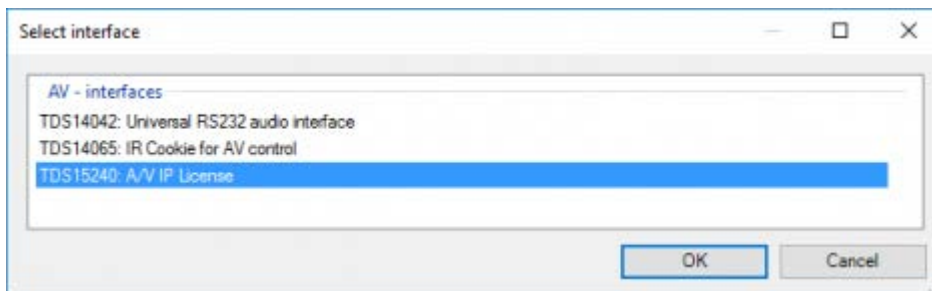 Select interface
AV - interfaces
TDS14042: Universal RS232 audio interface
TDS14065: IR Cookie for AV control
TDS15240: A/V IP License
OK
Cancel